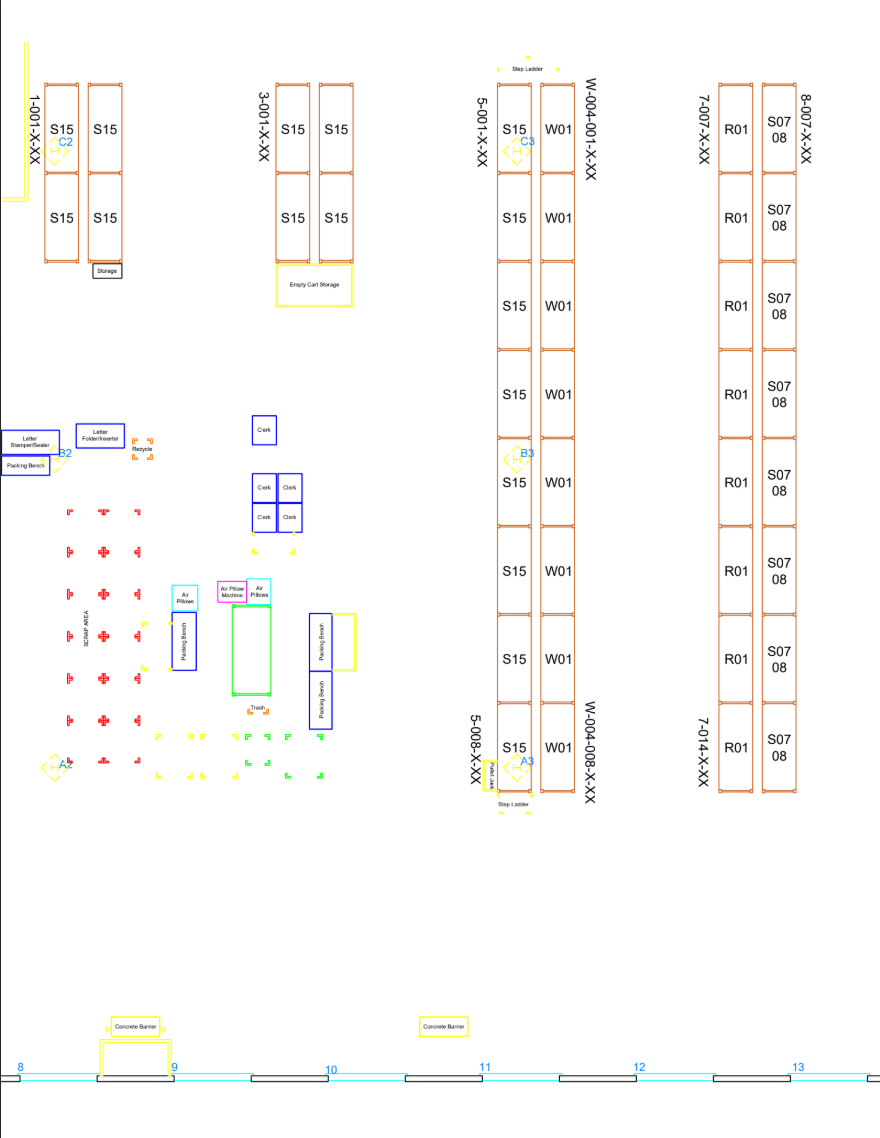 Step Ladder
1-001-X-XX
3-001-X-XX
5-001-X-XX
W-004-001-X-XX
7-007-X-XX
8-007-X-XX
S15
S15
S15
S15
S15
W01
R01
S07
08
C2
C3
S15
S15
S15
S15
S15
W01
R01
S07
08
Storage
Empty Cart Storage
S15
W01
R01
S07
08
S15
W01
R01
S07
08
Letter
Stamper/Sealer
Letter
Folder/Inserter
Recycle
Clerk
Packing Bench
B2
B3
S15
W01
R01
S07
08
Clerk
Clerk
Clerk
Clerk
S15
W01
R01
S07
08
Air
Pillows
Air Pillow
Machine
Air
Pillows
SCRAP AREA
Packing Bench
Packing Bench
S15
W01
R01
S07
08
Packing Bench
Trash
5-008-X-XX
W-004-008-X-XX
7-014-X-XX
S15
W01
R01
S07
08
A2
A3
Pallet Jack
Step Ladder
Concrete Barrier
Concrete Barrier
8
9
10
11
12
13